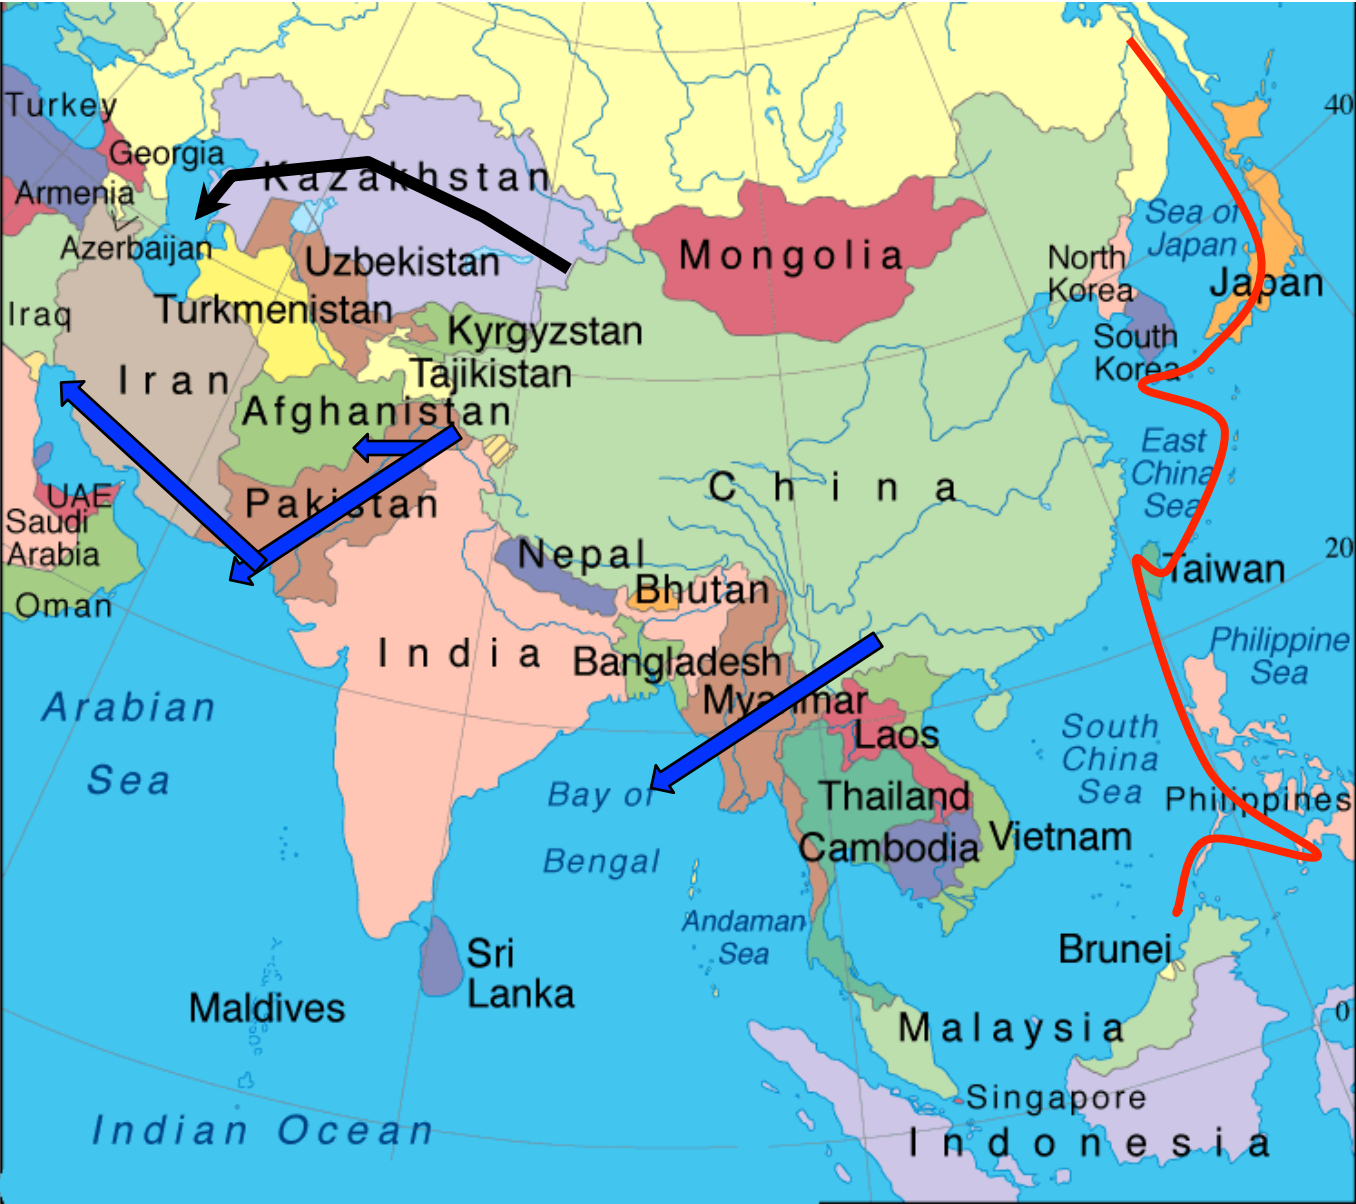 40
Turkey
Georgia
Kazakhstan
Armenia
Sea of
Japan
Azerbaijan
Uzbekistan
Mongolia
North
Korea
Japan
Turkmenistan
Iraq
Kyrgyzstan
South
Korea
Iran
Tajikistan
Afghanistan
East
China
Sea
China
UAE
Pakistan
Saudi
Arabia
Nepal
20
Taiwan
Bhutan
Oman
India
Bangladesh
Philippine
Sea
Myanmar
Arabian
Sea
Laos
South
China
Sea
Bay of
Bengal
Thailand
Philippines
Vietnam
Cambodia
Andaman
Sea
Sri
Lanka
Brunei
Maldives
0
Malaysia
Singapore
Indian Ocean
Indonesia